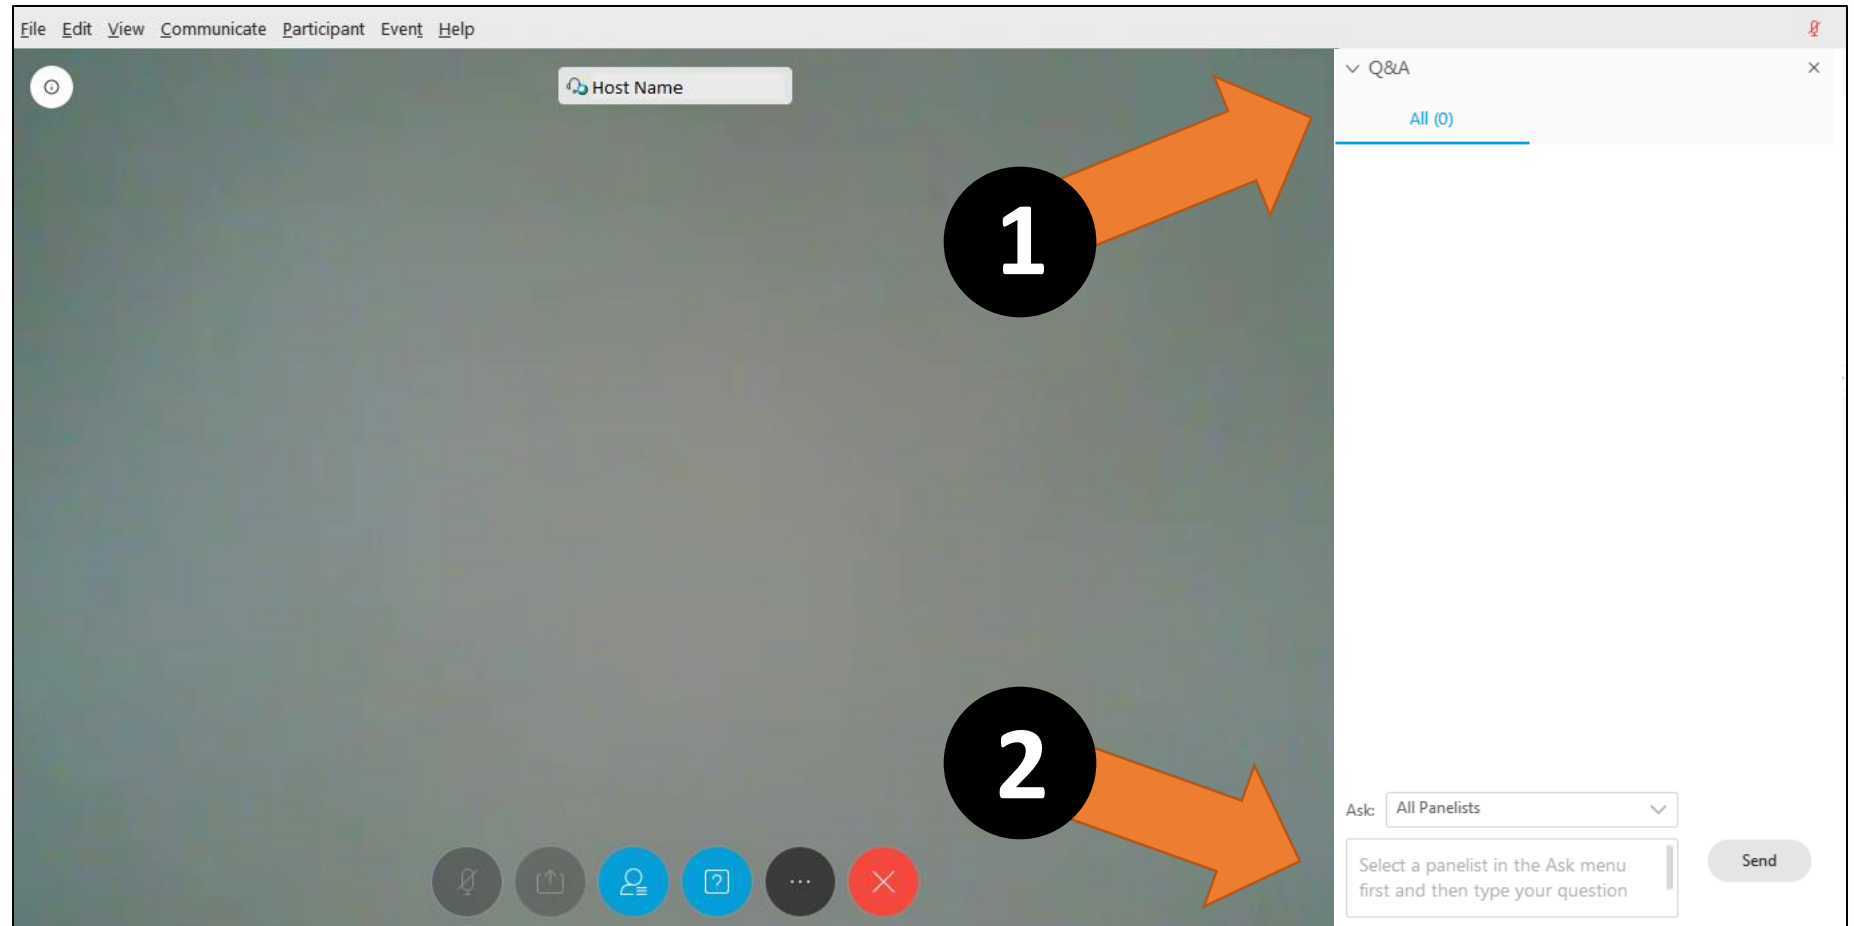 File Edit View Communicate Participant Event Help
Host Name
Q&A
All (0)
1
2
Ask: All Panelists
Select a panelist in the Ask menu
first and then type your question
Send